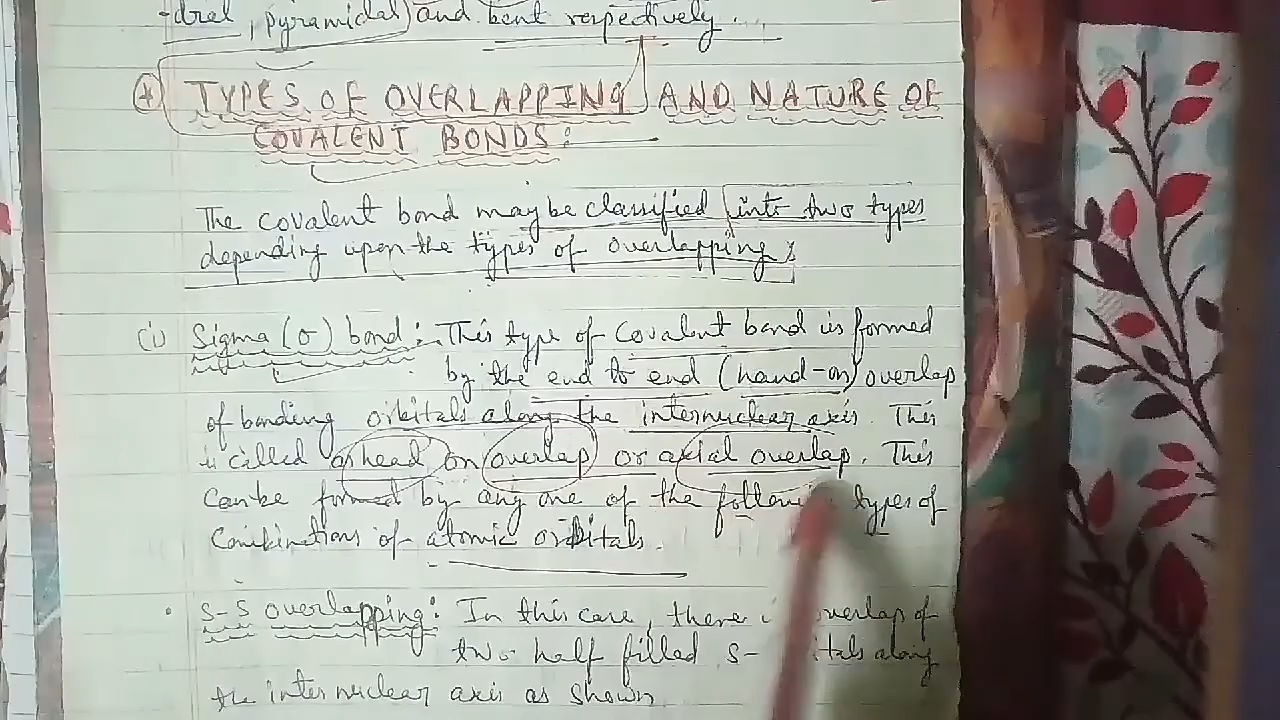 -dral, pyramidal) and bent respectively...
TYPES OF OVERLAPPING AND NATURE OF
COVALENT BONDS:
The covalent bond may be classified into two types
depending upon the types of overlapping;
(i) Sigma (σ) bond: This type of covalent bond is formed
by the end to end (hand-on) overlap
of bonding orbitals along the internuclear axis. This
is called as head on overlap or axial overlap. This
can be formed by any one of the types of
combinations of atomic orbitals.
• s-s overlapping: In this case, there overlap of
two half filled s- along
the internuclear axis as shown